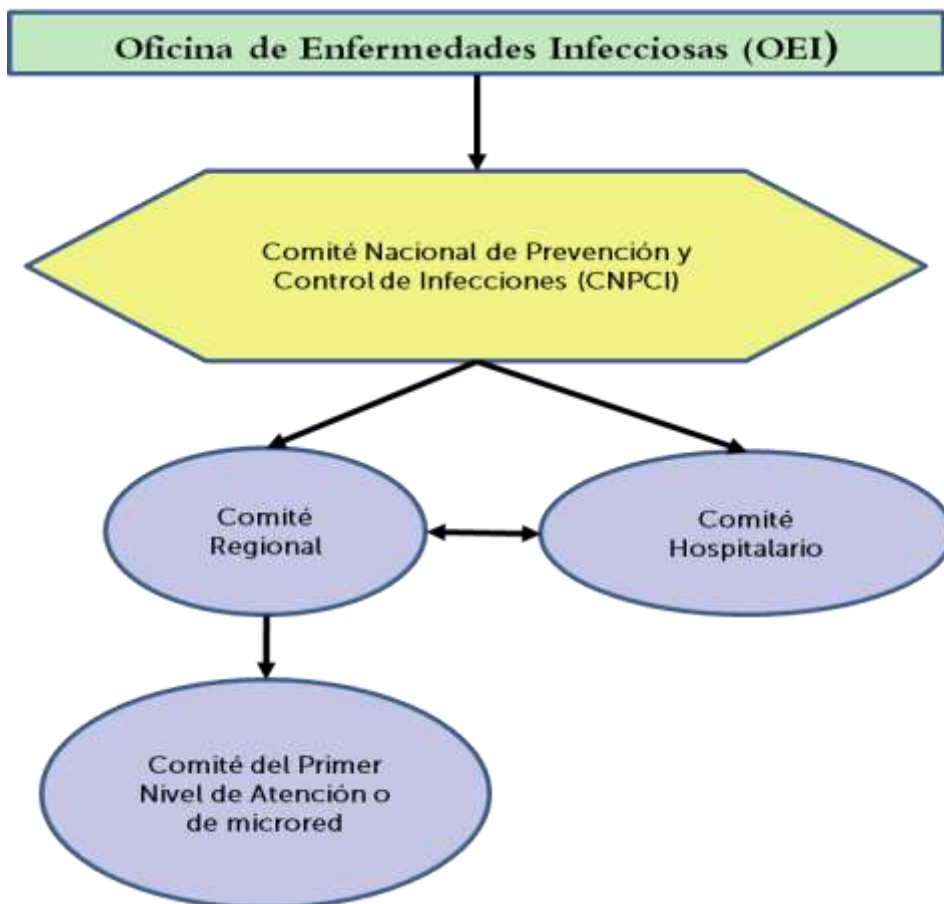 Oficina de Enfermedades Infecciosas (OEI)
Comité Nacional de Prevención y
Control de Infecciones (CNPCI)
Comité
Regional
Comité
Hospitalario
Comité del Primer
Nivel de Atención o
de microred